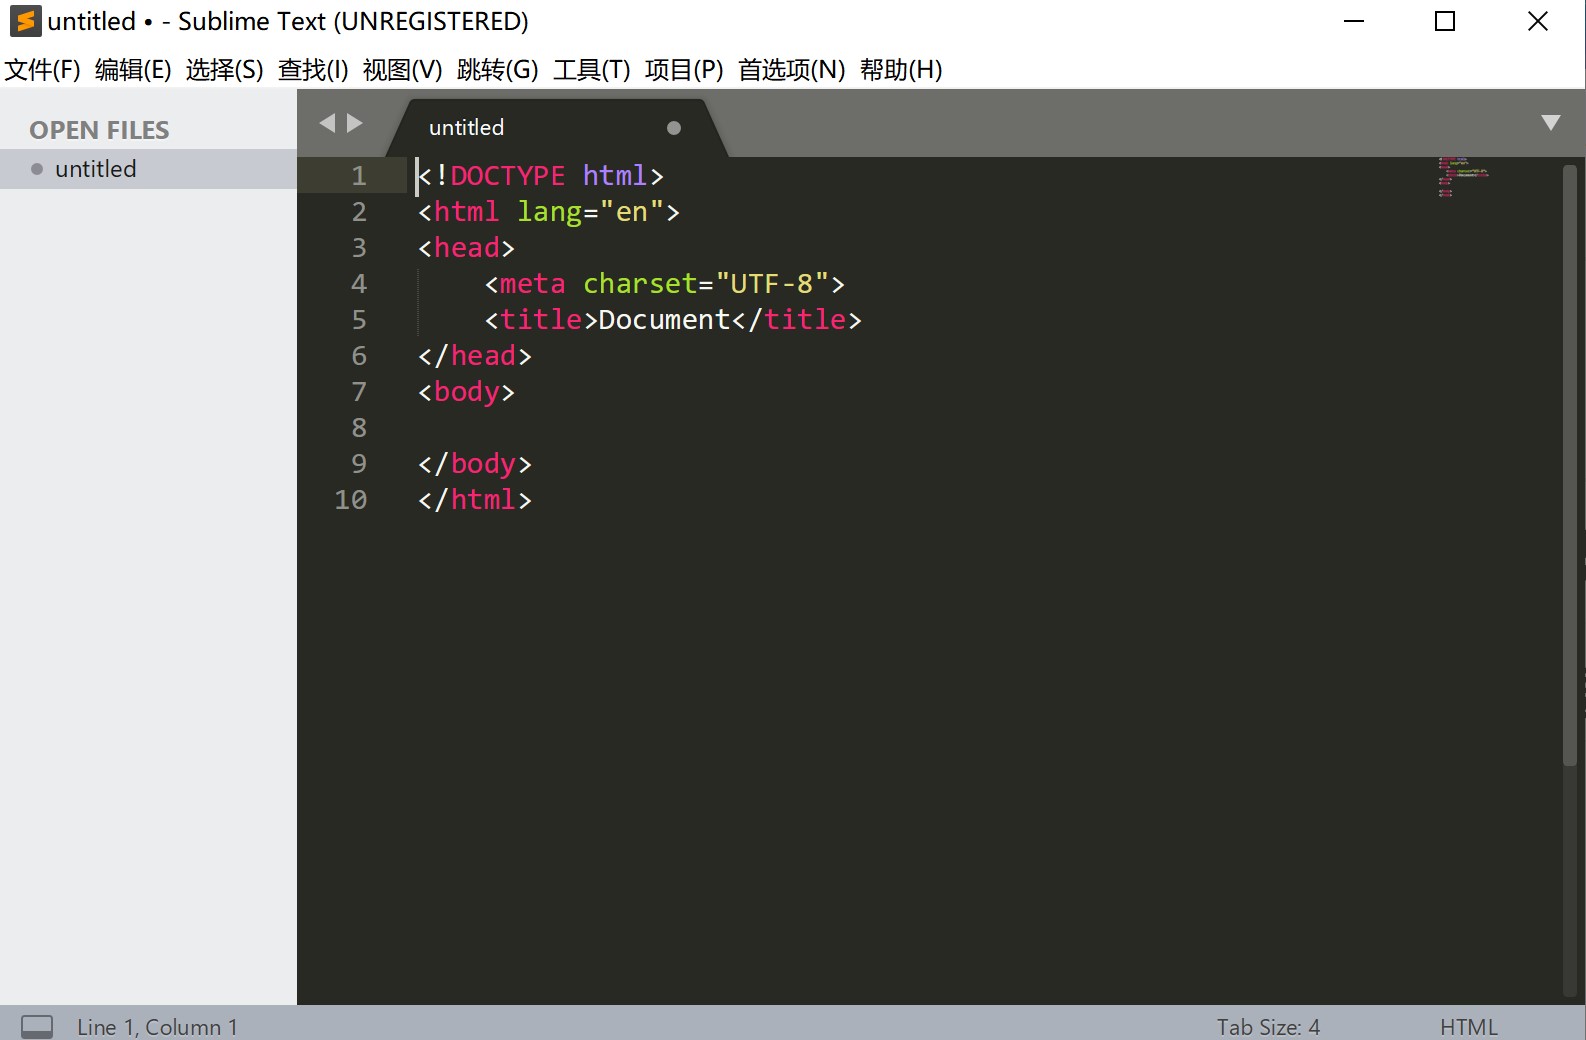 untitled • - Sublime Text (UNREGISTERED)
文件(F) 编辑(E) 选择(S) 查找(I) 视图(V) 跳转(G) 工具(T) 项目(P) 首选项(N) 帮助(H)
OPEN FILES
untitled
untitled
1 <!DOCTYPE html>
2 <html lang="en">
3 <head>
4     <meta charset="UTF-8">
5     <title>Document</title>
6 </head>
7 <body>
8
9 </body>
10 </html>
Line 1, Column 1
Tab Size: 4
HTML